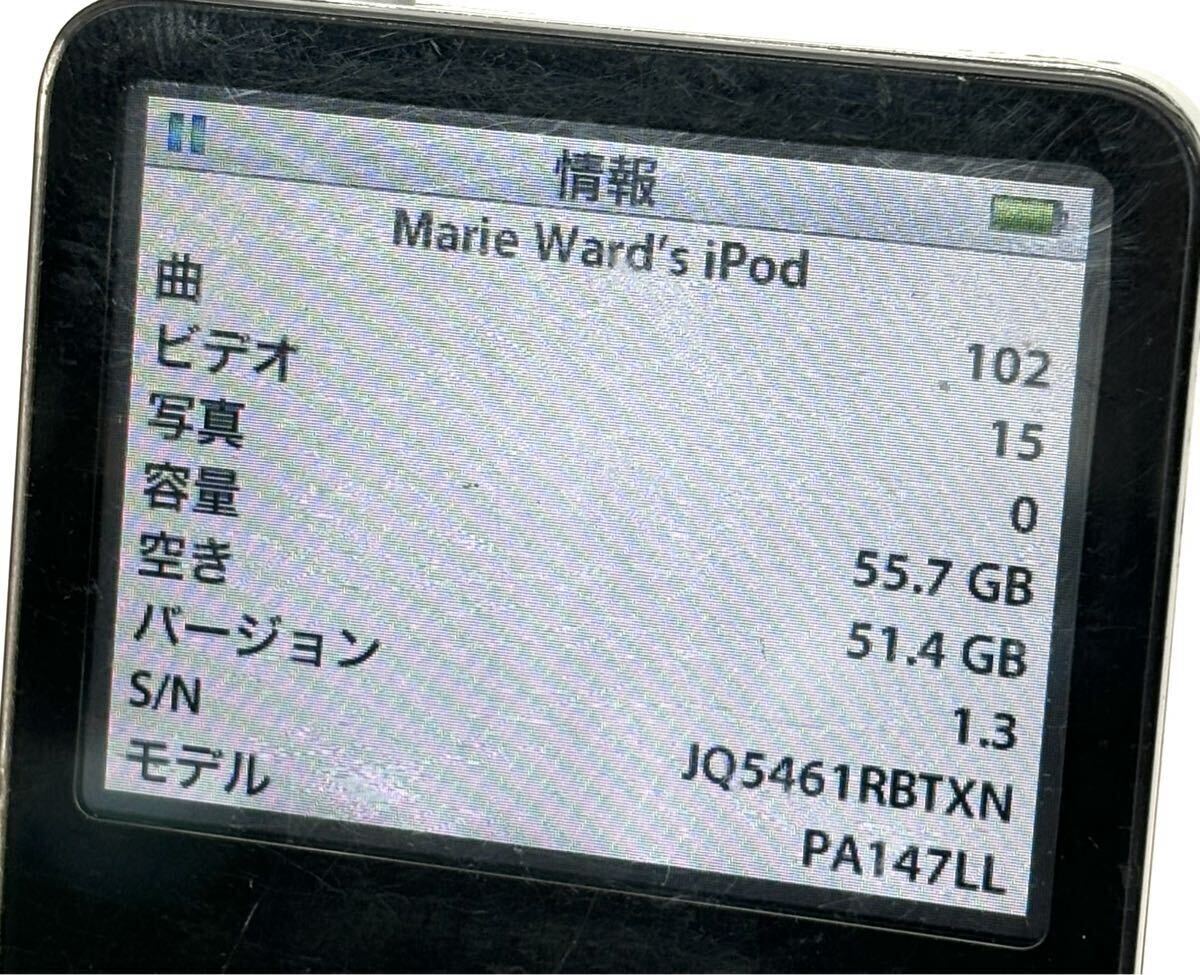 情報
Marie Ward's iPod
曲 102
ビデオ 15
写真 0
容量 55.7 GB
空き 51.4 GB
バージョン 1.3
S/N JQ5461RBTXN
モデル PA147LL